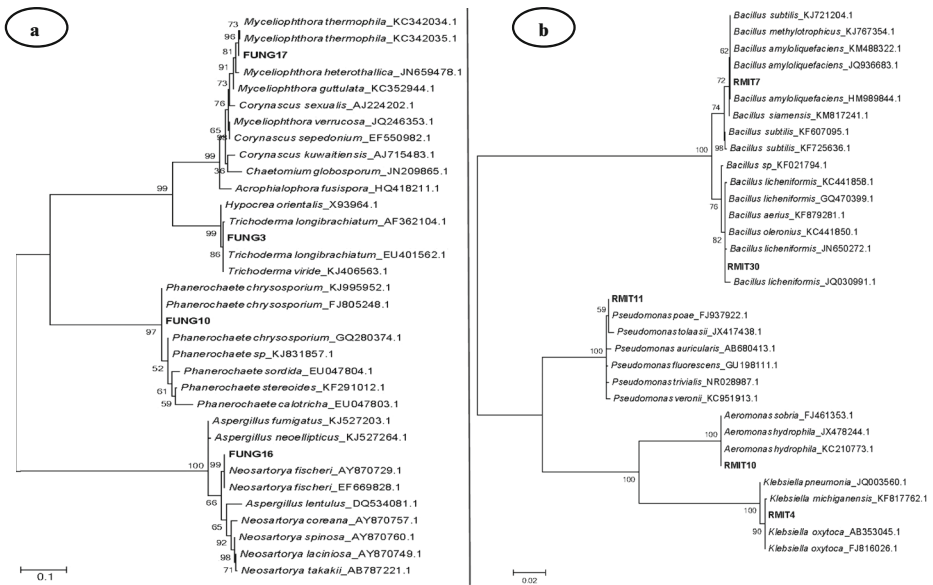 a
Myceliophthora thermophila_KC342034.1
Myceliophthora thermophila_KC342035.1
FUNG17
Myceliophthora heterothallica_JN659478.1
Myceliophthora guttulata_KC352944.1
Corynascus sexualis_AJ224202.1
Myceliophthora verrucosa_JQ246353.1
Corynascus sepedonium_EF550982.1
Corynascus kuwaitiensis_AJ715483.1
Chaetomium globosporum_JN209865.1
Acrophialophora fusispora_HQ418211.1
Hypocrea orientalis_X93964.1
Trichoderma longibrachiatum_AF362104.1
FUNG3
Trichoderma longibrachiatum_EU401562.1
Trichoderma viride_KJ406563.1
Phanerochaete chrysosporium_KJ995952.1
Phanerochaete chrysosporium_FJ805248.1
FUNG10
Phanerochaete chrysosporium_GQ280374.1
Phanerochaete sp_KJ831857.1
Phanerochaete sordida_EU047804.1
Phanerochaete stereoides_KF291012.1
Phanerochaete calotricha_EU047803.1
Aspergillus fumigatus_KJ527203.1
Aspergillus neoellipticus_KJ527264.1
FUNG16
Neosartorya fischeri_AY870729.1
Neosartorya fischeri_EF669828.1
Aspergillus lentulus_DQ534081.1
Neosartorya coreana_AY870757.1
Neosartorya spinosa_AY870760.1
Neosartorya laciniosa_AY870749.1
Neosartorya takakii_AB787221.1
73
96
81
91
73
76
65
99
36
99
99
86
97
52
61
59
100
99
66
65
92
98
71
0.1
b
Bacillus subtilis_KJ721204.1
Bacillus methylotrophicus_KJ767354.1
Bacillus amyloliquefaciens_KM488322.1
Bacillus amyloliquefaciens_JQ936683.1
RMIT7
Bacillus amyloliquefaciens_HM989844.1
Bacillus siamensis_KM817241.1
Bacillus subtilis_KF607095.1
Bacillus subtilis_KF725636.1
Bacillus sp_KF021794.1
Bacillus licheniformis_KC441858.1
Bacillus licheniformis_GQ470399.1
Bacillus aerius_KF879281.1
Bacillus oleronius_KC441850.1
Bacillus licheniformis_JN650272.1
RMIT30
Bacillus licheniformis_JQ030991.1
RMIT11
Pseudomonas poae_FJ937922.1
Pseudomonas tolaasii_JX417438.1
Pseudomonas auricularis_AB680413.1
Pseudomonas fluorescens_GU198111.1
Pseudomonas trivialis_NR028987.1
Pseudomonas veronii_KC951913.1
Aeromonas sobria_FJ461353.1
Aeromonas hydrophila_JX478244.1
Aeromonas hydrophila_KC210773.1
RMIT10
Klebsiella pneumonia_JQ003560.1
Klebsiella michiganensis_KF817762.1
RMIT4
Klebsiella oxytoca_AB353045.1
Klebsiella oxytoca_FJ816026.1
62
72
74
98
100
76
82
59
100
100
100
100
90
0.02